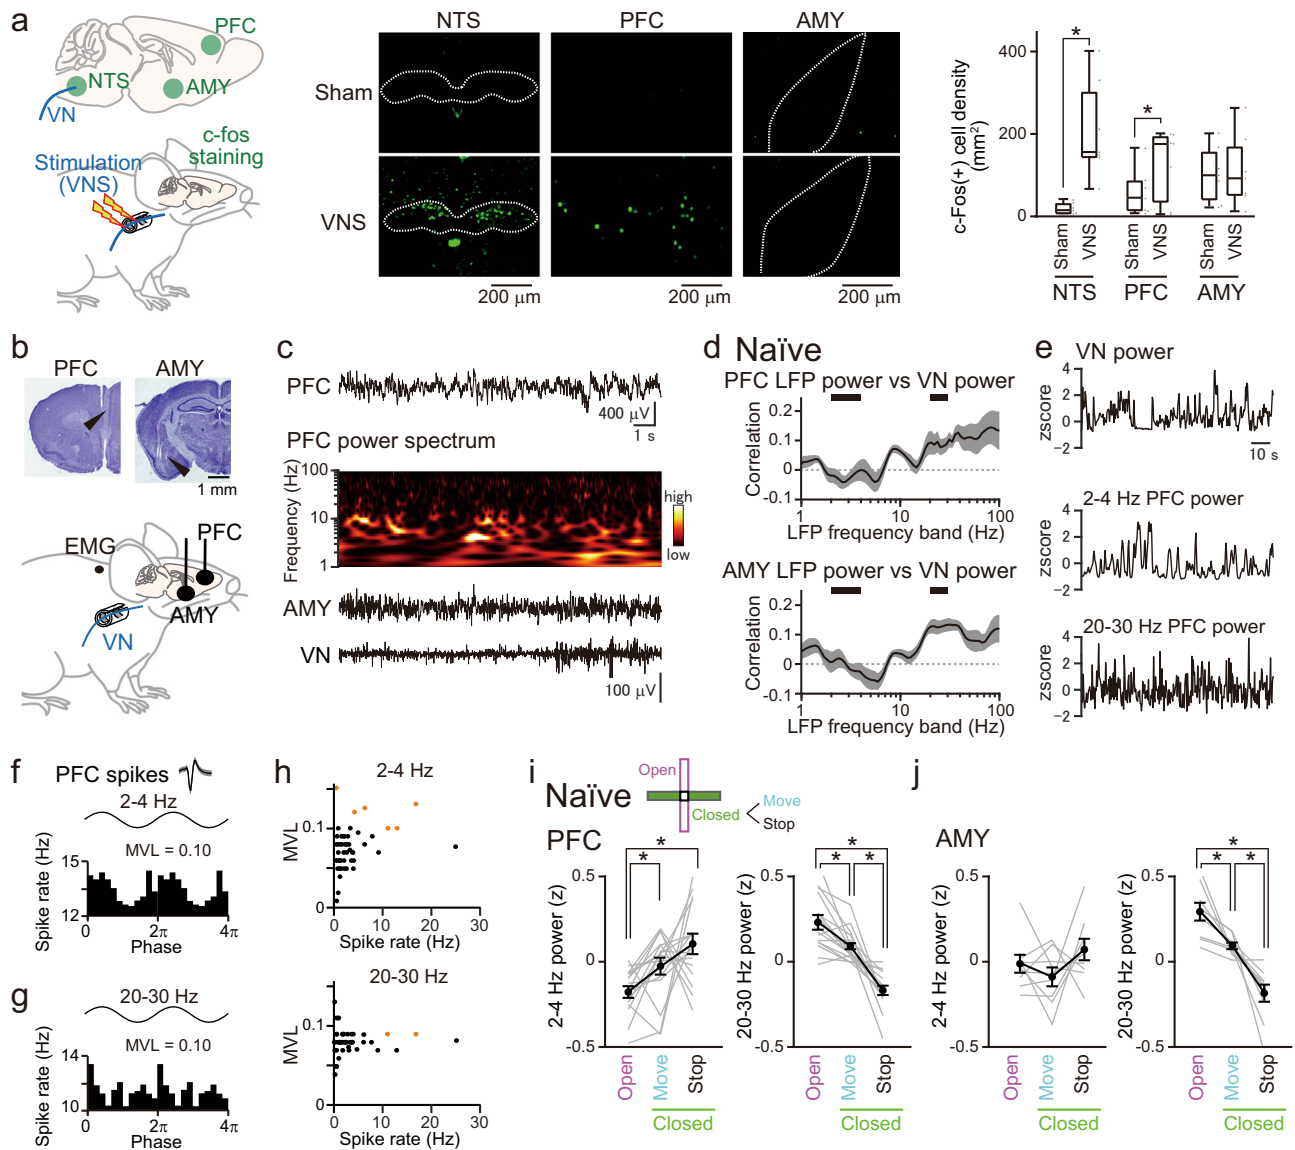 a
PFC
NTS
AMY
VN
c-fos
staining
Stimulation
(VNS)
NTS PFC AMY
Sham
VNS
200 µm 200 µm 200 µm
c-Fos(+) cell density
(mm²)
400
200
0
* *
Sham VNS Sham VNS Sham VNS
NTS PFC AMY
b
PFC AMY
1 mm
EMG
PFC
AMY
VN
c
PFC
400 µV
1 s
PFC power spectrum
Frequency (Hz)
100
10
1
high
low
AMY
VN
100 µV
d Naïve
PFC LFP power vs VN power
Correlation
0.2
0.1
0
-0.1
1 10 100
LFP frequency band (Hz)
AMY LFP power vs VN power
Correlation
0.2
0.1
0
-0.1
1 10 100
LFP frequency band (Hz)
e
VN power
zscore
4
2
0
−2
10 s
2-4 Hz PFC power
zscore
4
2
0
−2
20-30 Hz PFC power
zscore
4
2
0
−2
f
PFC spikes
2-4 Hz
MVL = 0.10
Spike rate (Hz)
15
12
0 2π 4π
Phase
g
20-30 Hz
MVL = 0.10
Spike rate (Hz)
14
10
0 2π 4π
Phase
h
2-4 Hz
MVL
0.1
0
0 10 20 30
Spike rate (Hz)
20-30 Hz
MVL
0.1
0
0 10 20 30
Spike rate (Hz)
i
Naïve
Open
Closed
Move
Stop
PFC
2-4 Hz power (z)
0.5
0
-0.5
*
* 
Open Move Stop
Closed
20-30 Hz power (z)
0.5
0
-0.5
*
* *
Open Move Stop
Closed
j
AMY
2-4 Hz power (z)
0.5
0
-0.5
Open Move Stop
Closed
20-30 Hz power (z)
0.5
0
-0.5
*
* *
Open Move Stop
Closed